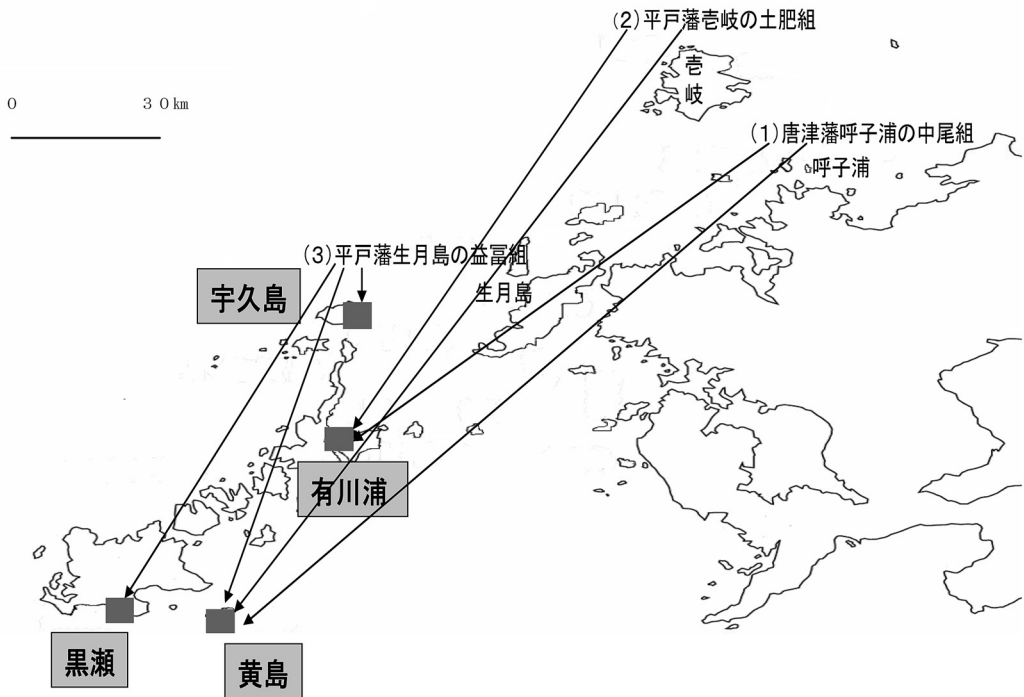 (2)平戸藩壱岐の土肥組
壱岐
0　30㎞
(1)唐津藩呼子浦の中尾組
呼子浦
(3)平戸藩生月島の益冨組
宇久島
生月島
有川浦
黒瀬
黄島